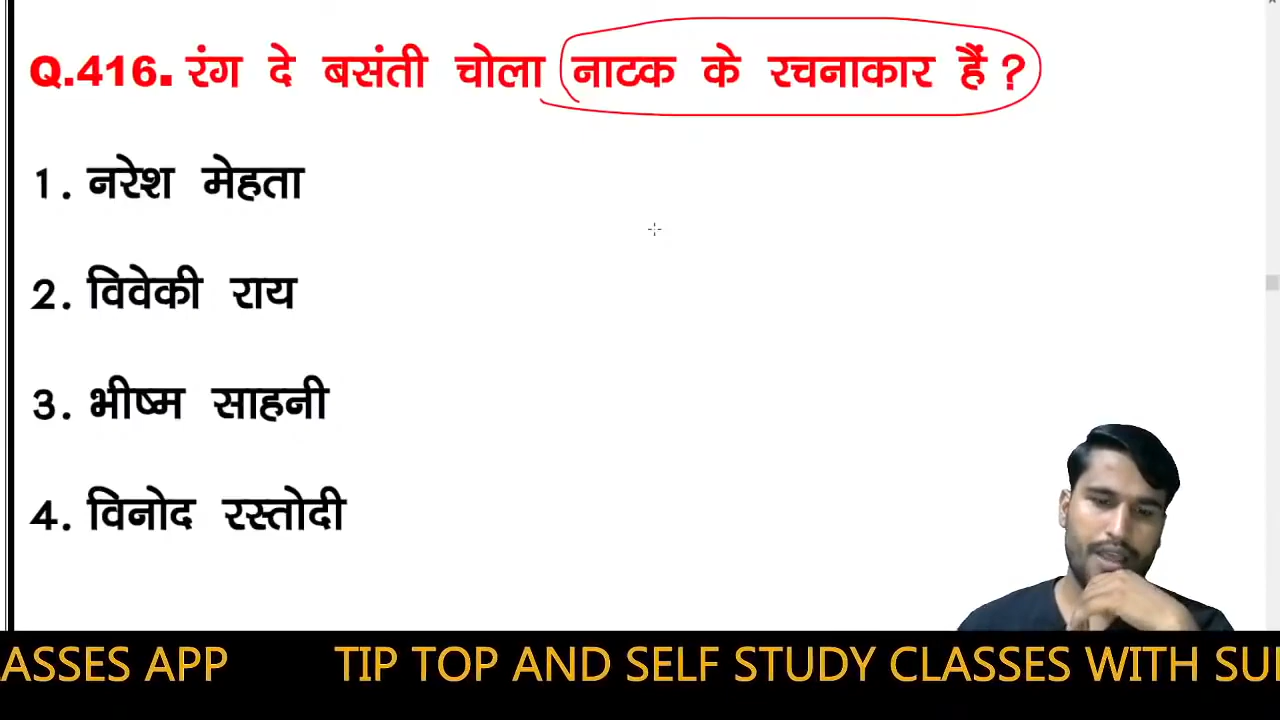 Q.416. रंग दे बसंती चोला नाटक के रचनाकार हैं ?
1. नरेश मेहता
2. विवेकी राय
3. भीष्म साहनी
4. विनोद रस्तोदी
ASSES APP TIP TOP AND SELF STUDY CLASSES WITH SU